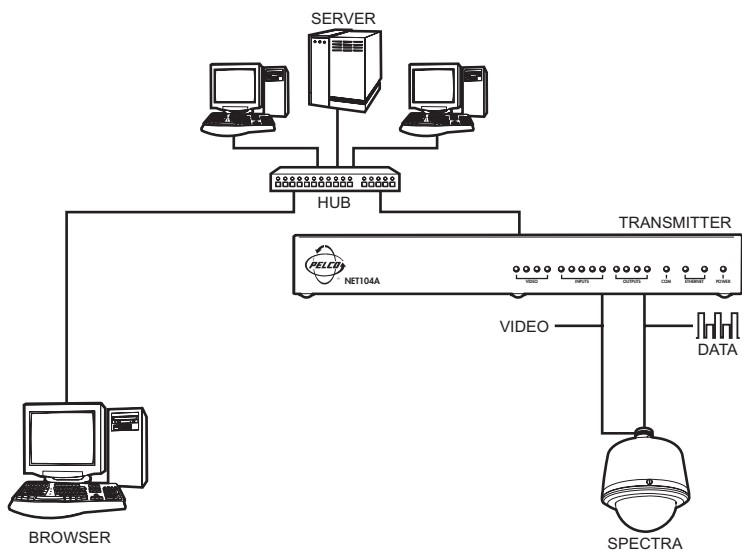 SERVER
HUB
TRANSMITTER
PELCO
NET104A
VIDEO INPUTS OUTPUTS COM ETHERNET POWER
VIDEO
DATA
BROWSER
SPECTRA